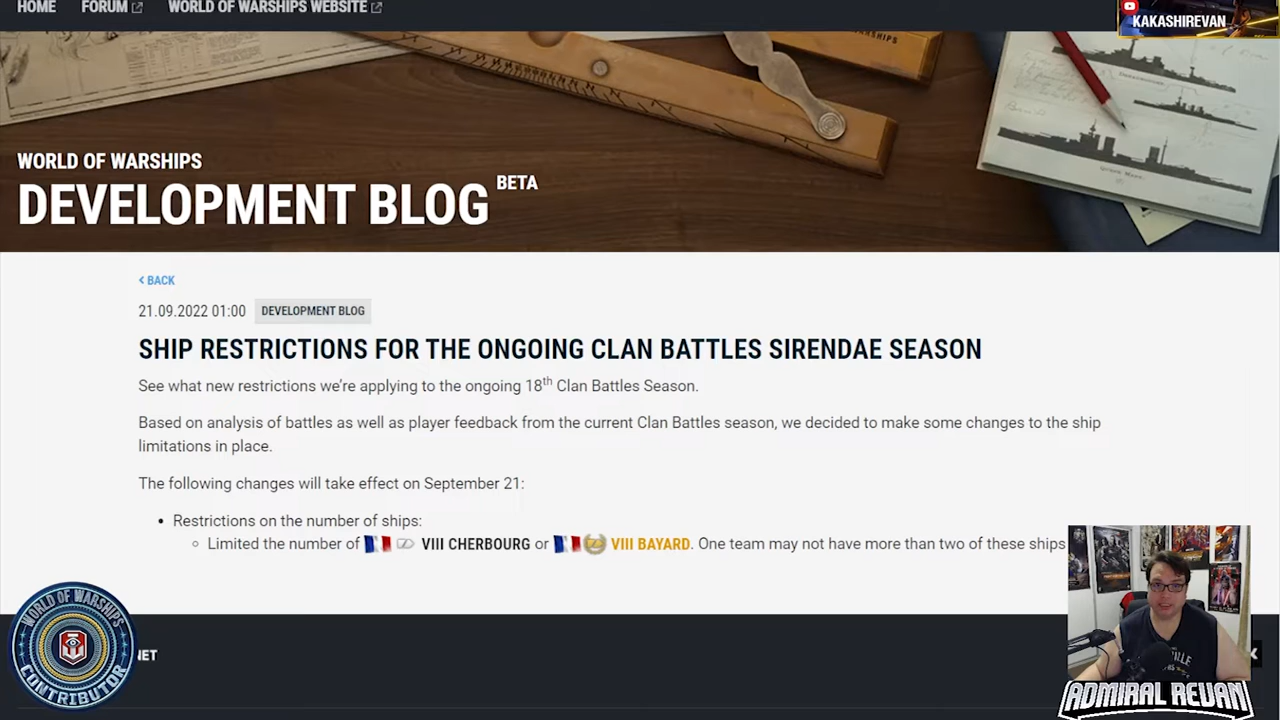 HOME FORUM WORLD OF WARSHIPS WEBSITE
KAKASHIREVAN
WORLD OF WARSHIPS
DEVELOPMENT BLOG BETA
BACK
21.09.2022 01:00 DEVELOPMENT BLOG
SHIP RESTRICTIONS FOR THE ONGOING CLAN BATTLES SIRENDAE SEASON
See what new restrictions we're applying to the ongoing 18th Clan Battles Season.
Based on analysis of battles as well as player feedback from the current Clan Battles season, we decided to make some changes to the ship
limitations in place.
The following changes will take effect on September 21:
• Restrictions on the number of ships:
Limited the number of VIII CHERBOURG or VIII BAYARD. One team may not have more than two of these ships
WORLD OF WARSHIPS
CONTRIBUTOR
NET
ADMIRAL REVAN